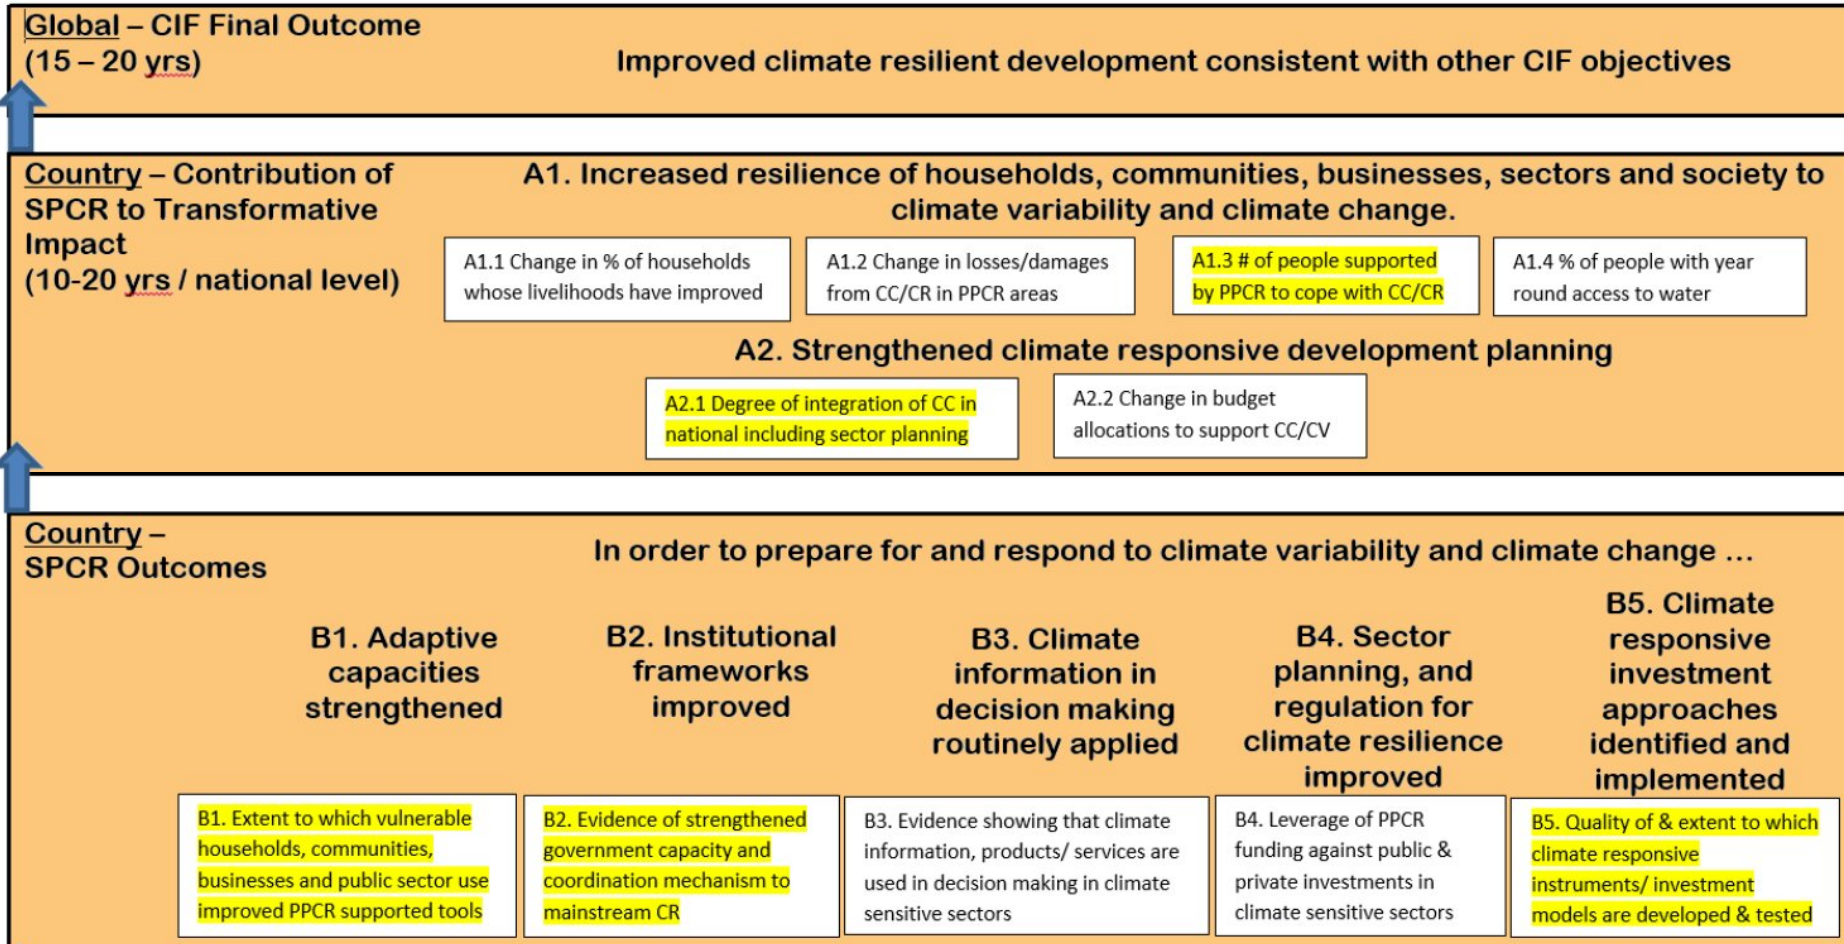 Global – CIF Final Outcome
(15 – 20 yrs)
Improved climate resilient development consistent with other CIF objectives
Country – Contribution of
SPCR to Transformative
Impact
(10-20 yrs / national level)
A1. Increased resilience of households, communities, businesses, sectors and society to
climate variability and climate change.
A1.1 Change in % of households
whose livelihoods have improved
A1.2 Change in losses/damages
from CC/CR in PPCR areas
A1.3 # of people supported
by PPCR to cope with CC/CR
A1.4 % of people with year
round access to water
A2. Strengthened climate responsive development planning
A2.1 Degree of integration of CC in
national including sector planning
A2.2 Change in budget
allocations to support CC/CV
Country –
SPCR Outcomes
In order to prepare for and respond to climate variability and climate change ...
B1. Adaptive
capacities
strengthened
B2. Institutional
frameworks
improved
B3. Climate
information in
decision making
routinely applied
B4. Sector
planning, and
regulation for
climate resilience
improved
B5. Climate
responsive
investment
approaches
identified and
implemented
B1. Extent to which vulnerable
households, communities,
businesses and public sector use
improved PPCR supported tools
B2. Evidence of strengthened
government capacity and
coordination mechanism to
mainstream CR
B3. Evidence showing that climate
information, products/ services are
used in decision making in climate
sensitive sectors
B4. Leverage of PPCR
funding against public &
private investments in
climate sensitive sectors
B5. Quality of & extent to which
climate responsive
instruments/ investment
models are developed & tested